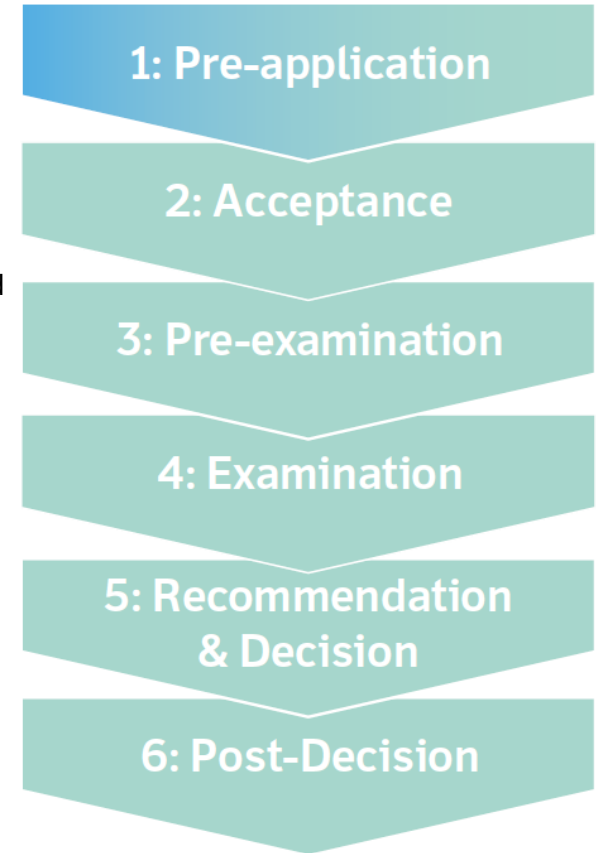 1: Pre-application
2: Acceptance
3: Pre-examination
4: Examination
5: Recommendation
& Decision
6: Post-Decision